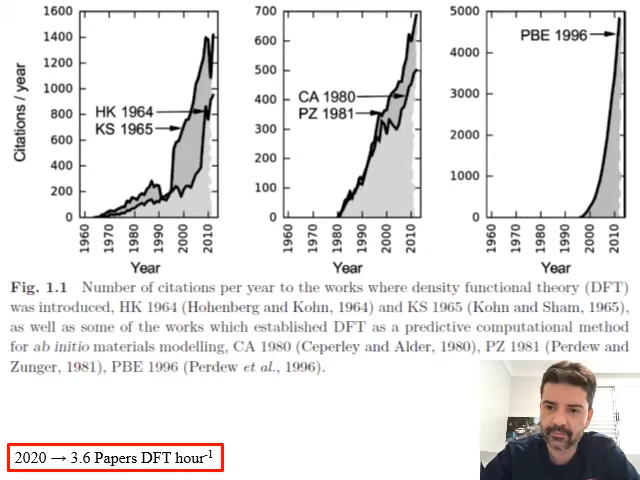 1600
1400
1200
1000
800
600
400
200
0
Citations / year
HK 1964
KS 1965
1960
1970
1980
1990
2000
2010
Year
700
600
500
400
300
200
100
0
CA 1980
PZ 1981
1960
1970
1980
1990
2000
2010
Year
5000
4000
3000
2000
1000
0
PBE 1996
1960
1970
1980
1990
2000
2010
Year
Fig. 1.1 Number of citations per year to the works where density functional theory (DFT)
was introduced, HK 1964 (Hohenberg and Kohn, 1964) and KS 1965 (Kohn and Sham, 1965),
as well as some of the works which established DFT as a predictive computational method
for ab initio materials modelling, CA 1980 (Ceperley and Alder, 1980), PZ 1981 (Perdew and
Zunger, 1981), PBE 1996 (Perdew et al., 1996).
2020 → 3.6 Papers DFT hour⁻¹